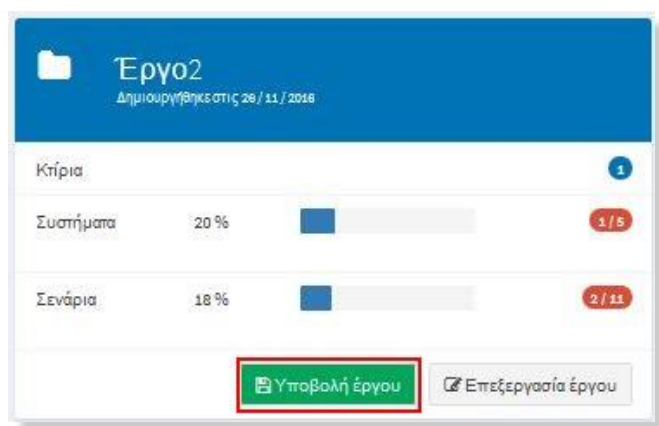 Έργο2
Δημιουργήθηκε στις 26/11/2016
Κτίρια 1
Συστήματα 20 % 1/5
Σενάρια 18 % 2/11
Υποβολή έργου Επεξεργασία έργου